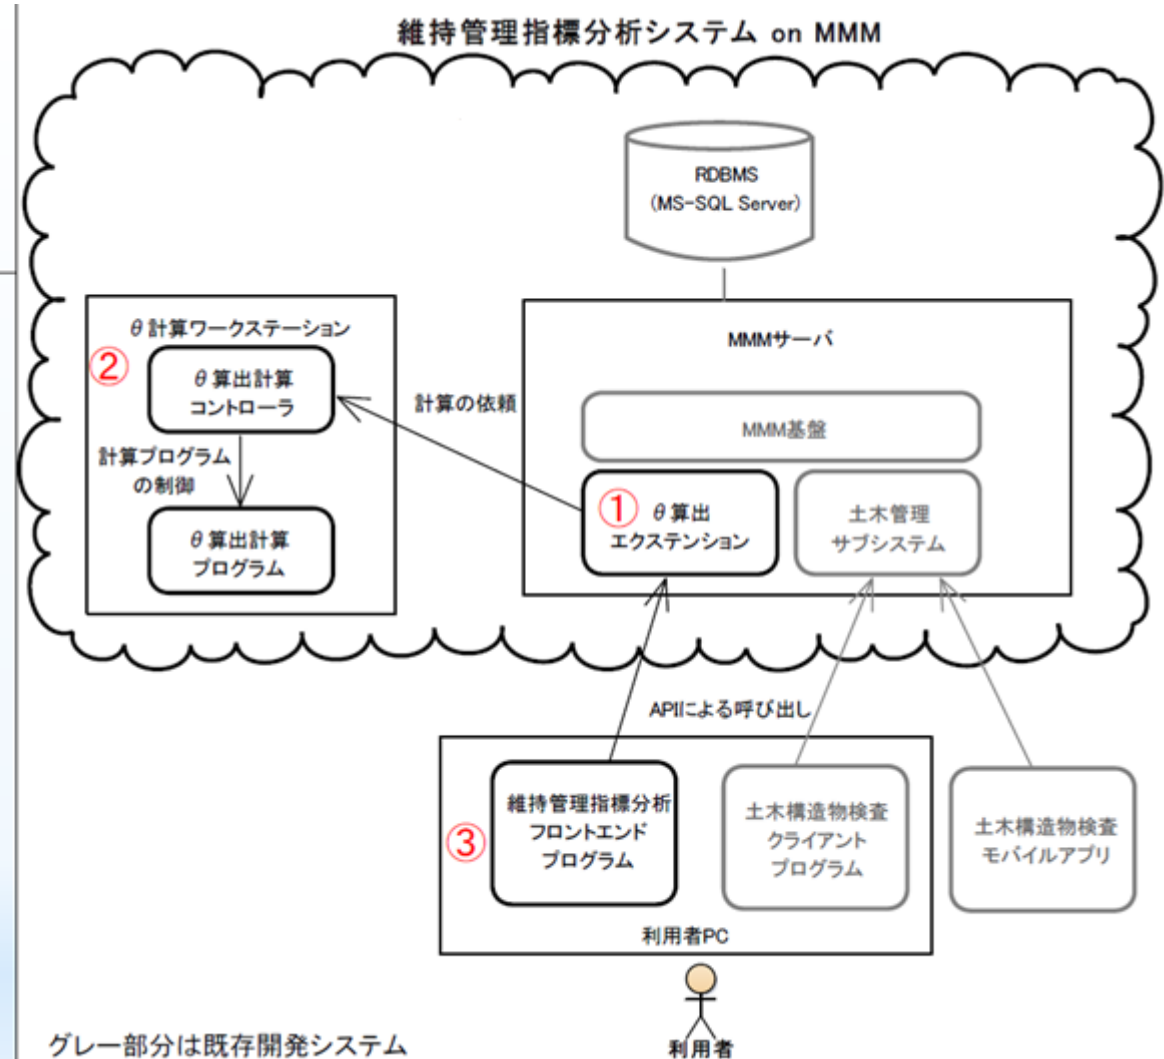 維持管理指標分析システム on MMM
RDBMS
(MS-SQL Server)
θ計算ワークステーション
②
θ算出計算
コントローラ
計算プログラム
の制御
θ算出計算
プログラム
計算の依頼
MMMサーバ
MMM基盤
① θ算出
エクステンション
土木管理
サブシステム
APIによる呼び出し
③
維持管理指標分析
フロントエンド
プログラム
土木構造物検査
クライアント
プログラム
土木構造物検査
モバイルアプリ
利用者PC
利用者
グレー部分は既存開発システム